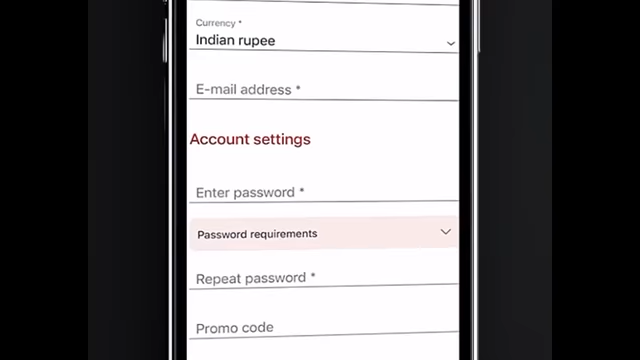 Currency *
Indian rupee
E-mail address *
Account settings
Enter password *
Password requirements
Repeat password *
Promo code